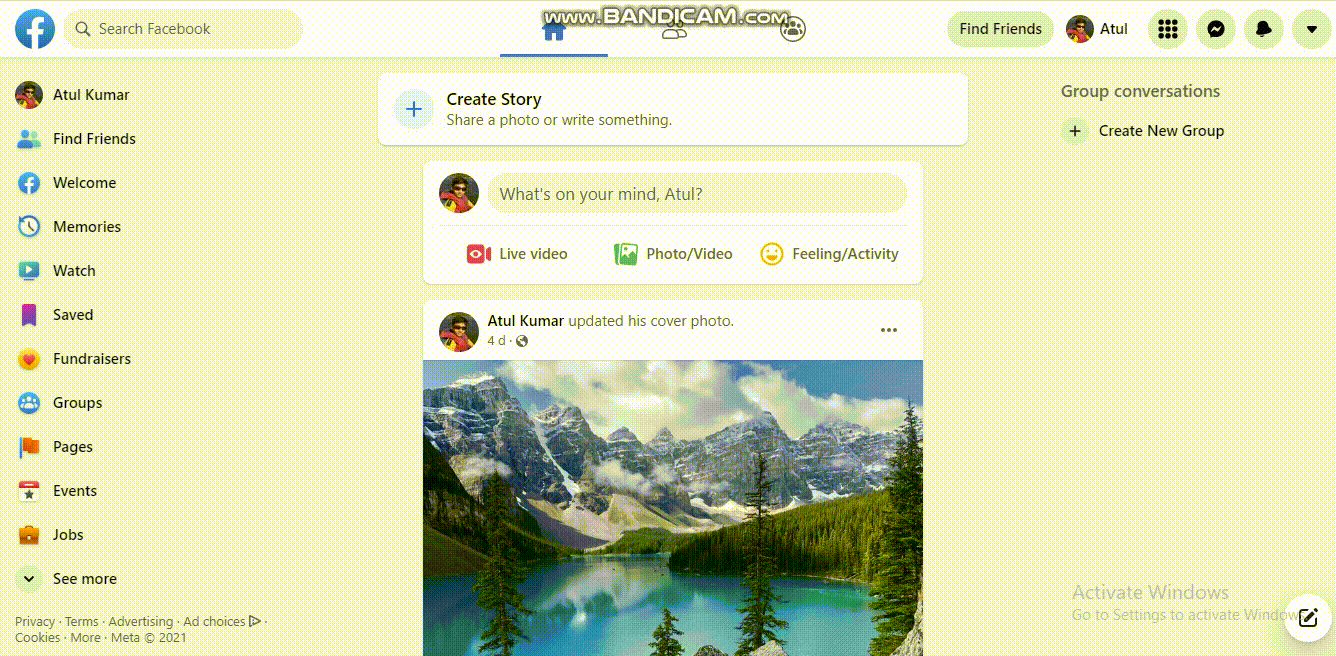 www.BANDICAM.com
Search Facebook
Find Friends
Atul
Atul Kumar
Find Friends
Welcome
Memories
Watch
Saved
Fundraisers
Groups
Pages
Events
Jobs
See more
Privacy · Terms · Advertising · Ad choices ·
Cookies · More · Meta © 2021
Create Story
Share a photo or write something.
What's on your mind, Atul?
Live video
Photo/Video
Feeling/Activity
Atul Kumar updated his cover photo.
4 d ·
Group conversations
Create New Group
Activate Windows
Go to Settings to activate Window